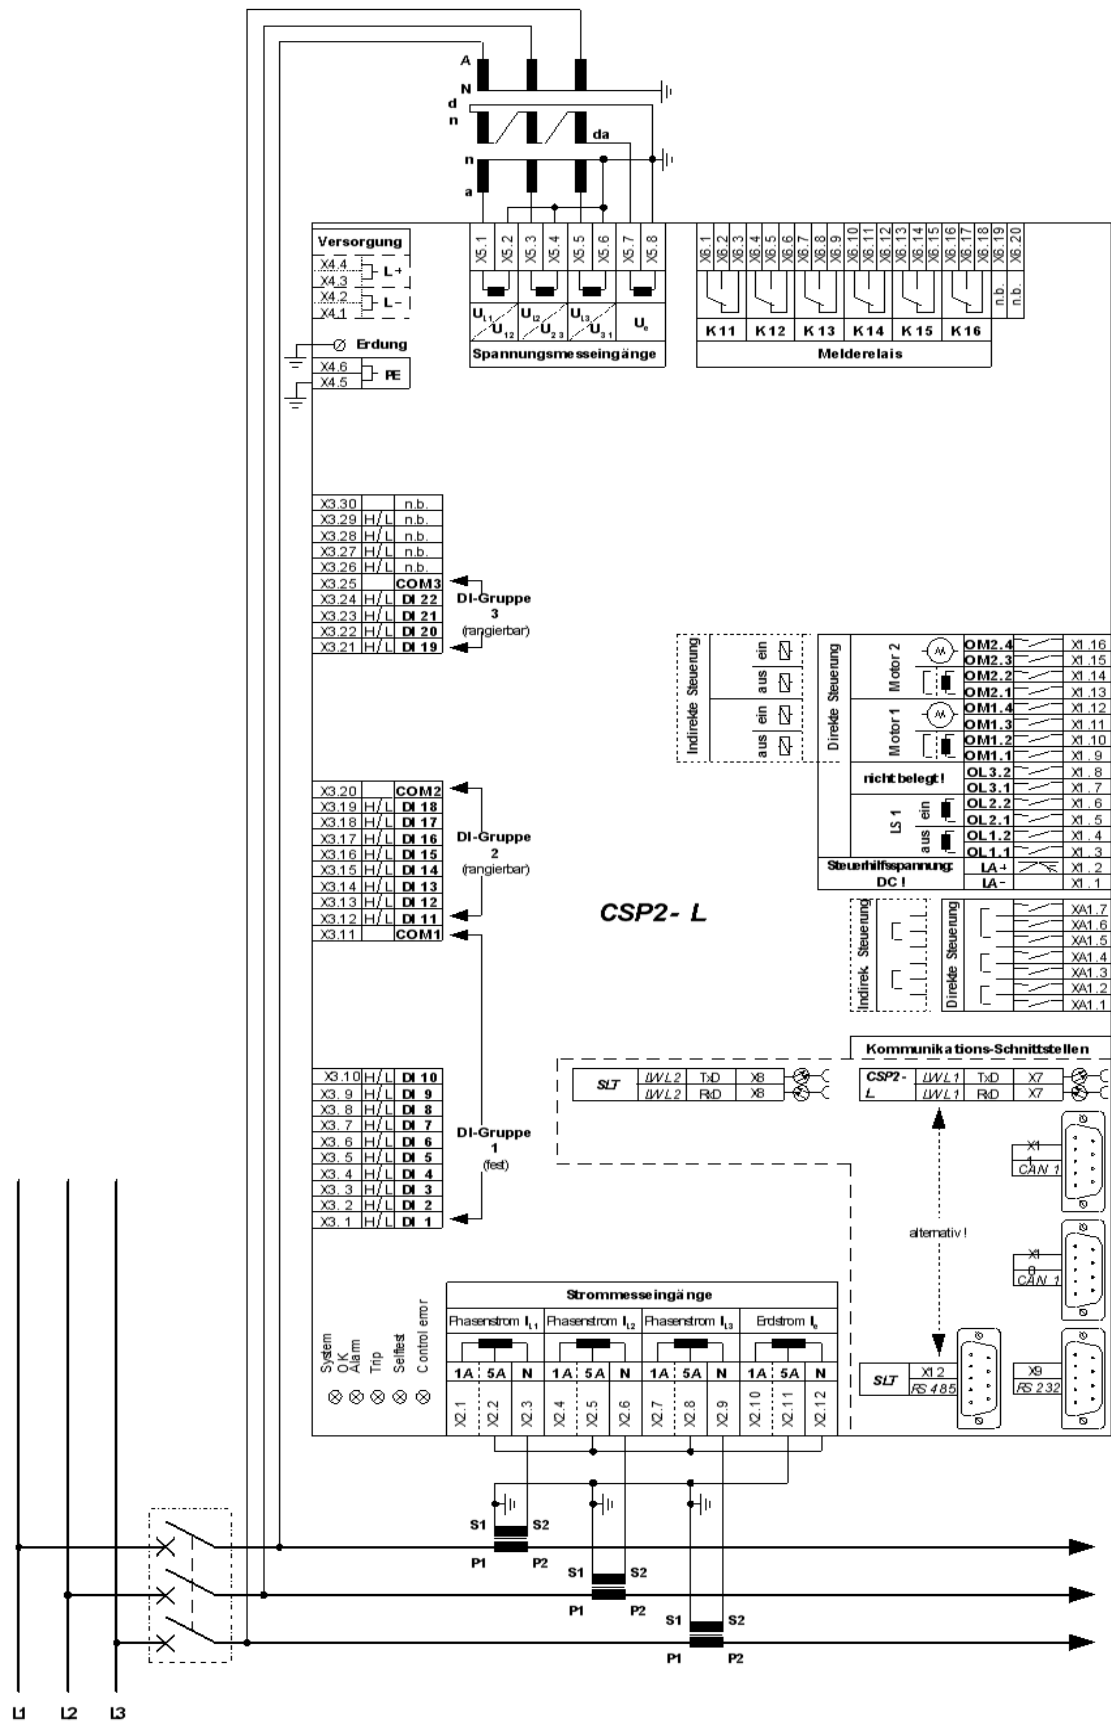 A
N
d
n
da
n
a
Versorgung
X4.4
X4.3
L+
X4.2
X4.1
L-
Erdung
X4.6
X4.5
PE
X5.1 X5.2 X5.3 X5.4 X5.5 X5.6 X5.7 X5.8
UL1 U12 UL2 U23 UL3 U31 Ue
Spannungsmesseingänge
X6.1 X6.2 X6.3 X6.4 X6.5 X6.6 X6.7 X6.8 X6.9 X6.10 X6.11 X6.12 X6.13 X6.14 X6.15 X6.16 X6.17 X6.18 X6.19 X6.20
n.b. n.b.
K11 K12 K13 K14 K15 K16
Melderelais
X3.30 n.b.
X3.29 H/L n.b.
X3.28 H/L n.b.
X3.27 H/L n.b.
X3.26 H/L n.b.
X3.25 COM3
X3.24 H/L DI 22
X3.23 H/L DI 21
X3.22 H/L DI 20
X3.21 H/L DI 19
DI-Gruppe
3
(rangierbar)
X3.20 COM2
X3.19 H/L DI 18
X3.18 H/L DI 17
X3.17 H/L DI 16
X3.16 H/L DI 15
X3.15 H/L DI 14
X3.14 H/L DI 13
X3.13 H/L DI 12
X3.12 H/L DI 11
X3.11 COM1
DI-Gruppe
2
(rangierbar)
X3.10 H/L DI 10
X3. 9 H/L DI 9
X3. 8 H/L DI 8
X3. 7 H/L DI 7
X3. 6 H/L DI 6
X3. 5 H/L DI 5
X3. 4 H/L DI 4
X3. 3 H/L DI 3
X3. 2 H/L DI 2
X3. 1 H/L DI 1
DI-Gruppe
1
(fest)
CSP2- L
Indirekte Steuerung
aus ein
aus ein
Direkte Steuerung
Motor 2
Motor 1
M
M
nicht belegt!
LS 1
aus ein
OM2.4 X1.16
OM2.3 X1.15
OM2.2 X1.14
OM2.1 X1.13
OM1.4 X1.12
OM1.3 X1.11
OM1.2 X1.10
OM1.1 X1. 9
OL3.2 X1. 8
OL3.1 X1. 7
OL2.2 X1. 6
OL2.1 X1. 5
OL1.2 X1. 4
OL1.1 X1. 3
Steuerhilfsspannung:
DC !
LA+ X1. 2
LA- X1. 1
Indirek. Steuerung
Direkte Steuerung
XA1.7
XA1.6
XA1.5
XA1.4
XA1.3
XA1.2
XA1.1
Kommunikations-Schnittstellen
SLT
LWL2 TxD X8
LWL2 RxD X8
CSP2-
L
LWL1 TxD X7
LWL1 RxD X7
X1
1
CAN 1
alternativ !
X1
0
CAN 1
SLT
X12
RS 485
X9
RS 232
System
OK
Alarm
Trip
Selftest
Control error
Strommesseingänge
Phasenstrom IL1 Phasenstrom IL2 Phasenstrom IL3 Erdstrom Ie
1A 5A N 1A 5A N 1A 5A N 1A 5A N
X2.1 X2.2 X2.3 X2.4 X2.5 X2.6 X2.7 X2.8 X2.9 X2.10 X2.11 X2.12
S1 S2
P1 P2
S1 S2
P1 P2
S1 S2
P1 P2
L1 L2 L3